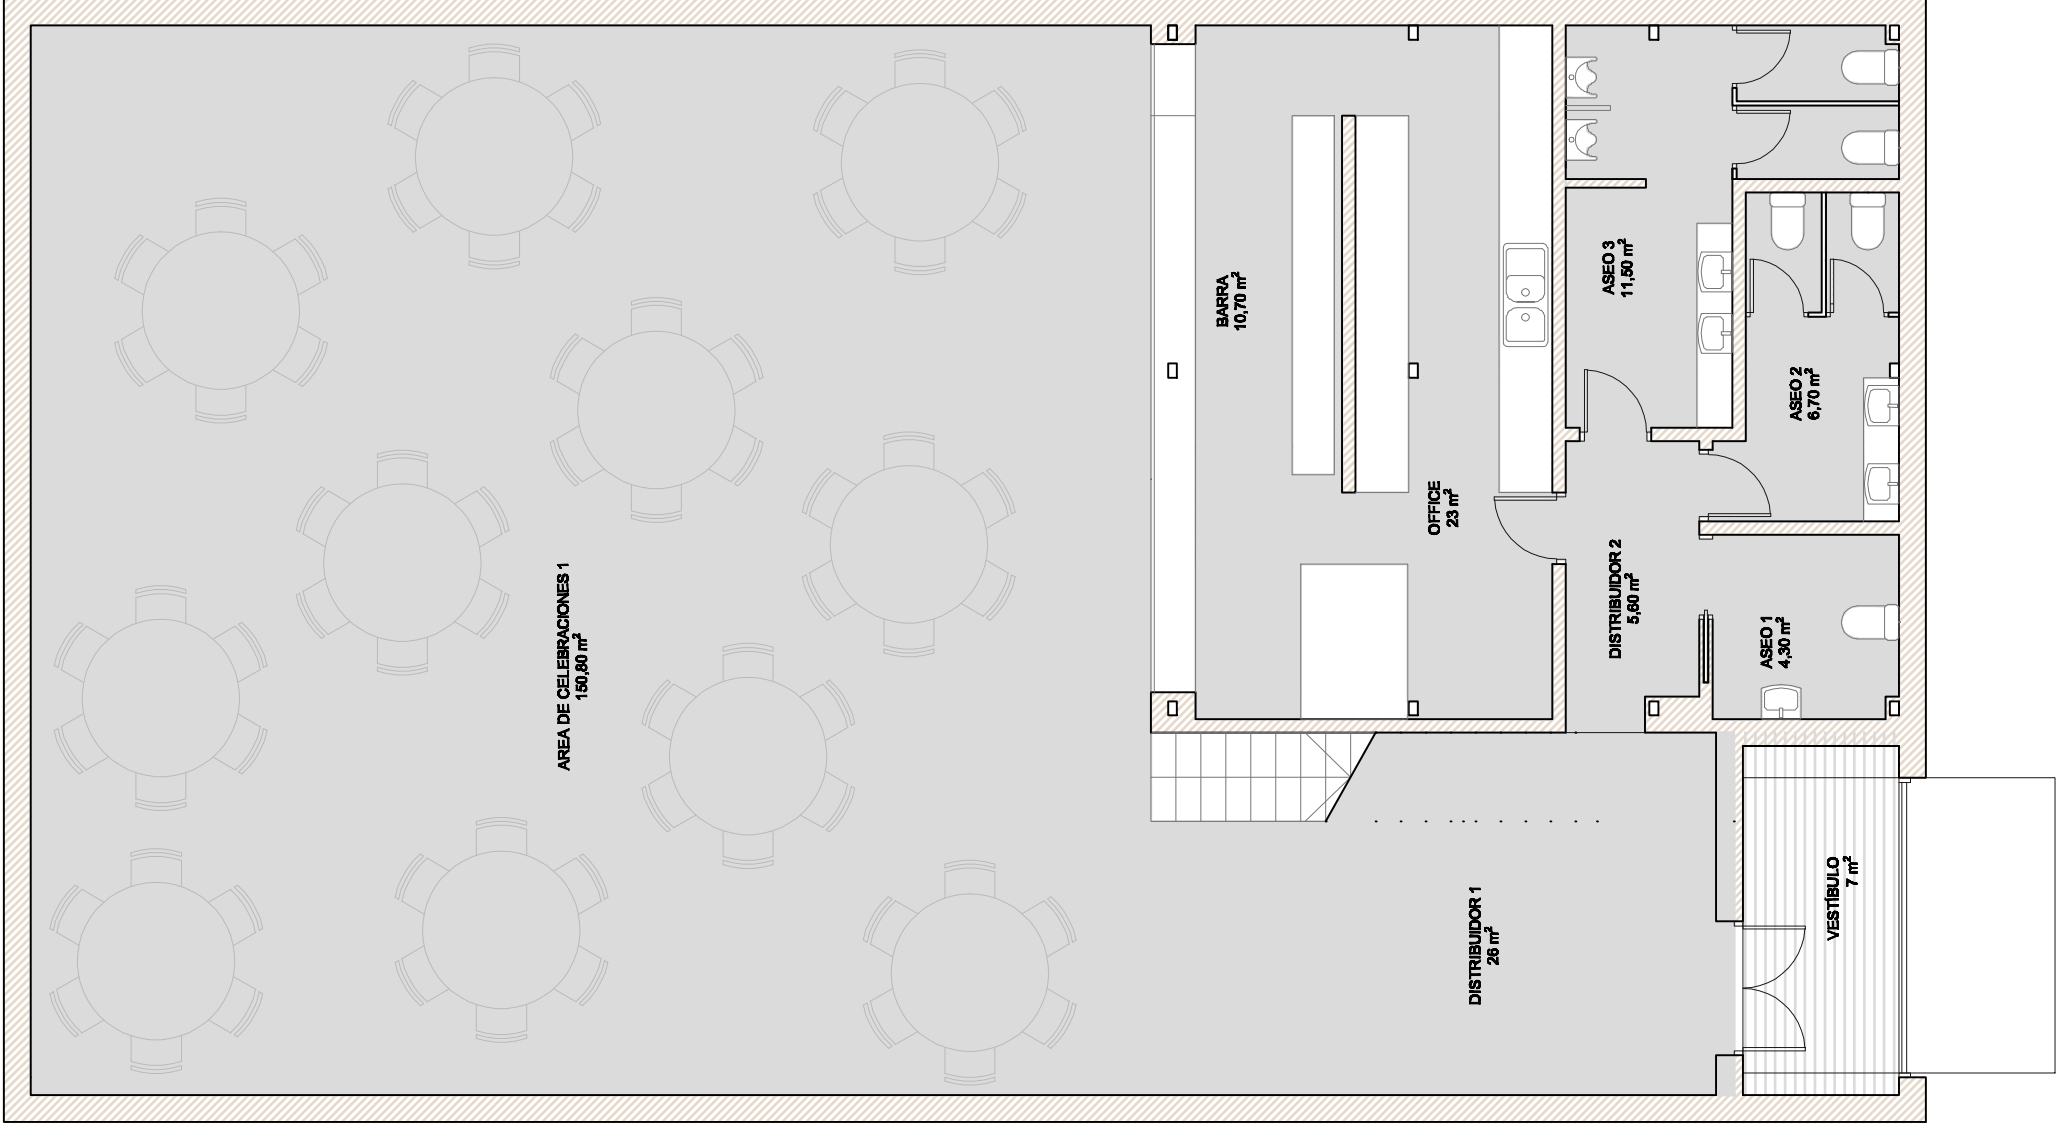 AREA DE CELEBRACIONES 1
150,80 m²
BARRA
10,70 m²
OFFICE
23 m²
ASEO 3
11,50 m²
ASEO 2
6,70 m²
DISTRIBUIDOR 2
5,60 m²
ASEO 1
4,30 m²
DISTRIBUIDOR 1
26 m²
VESTÍBULO
7 m²